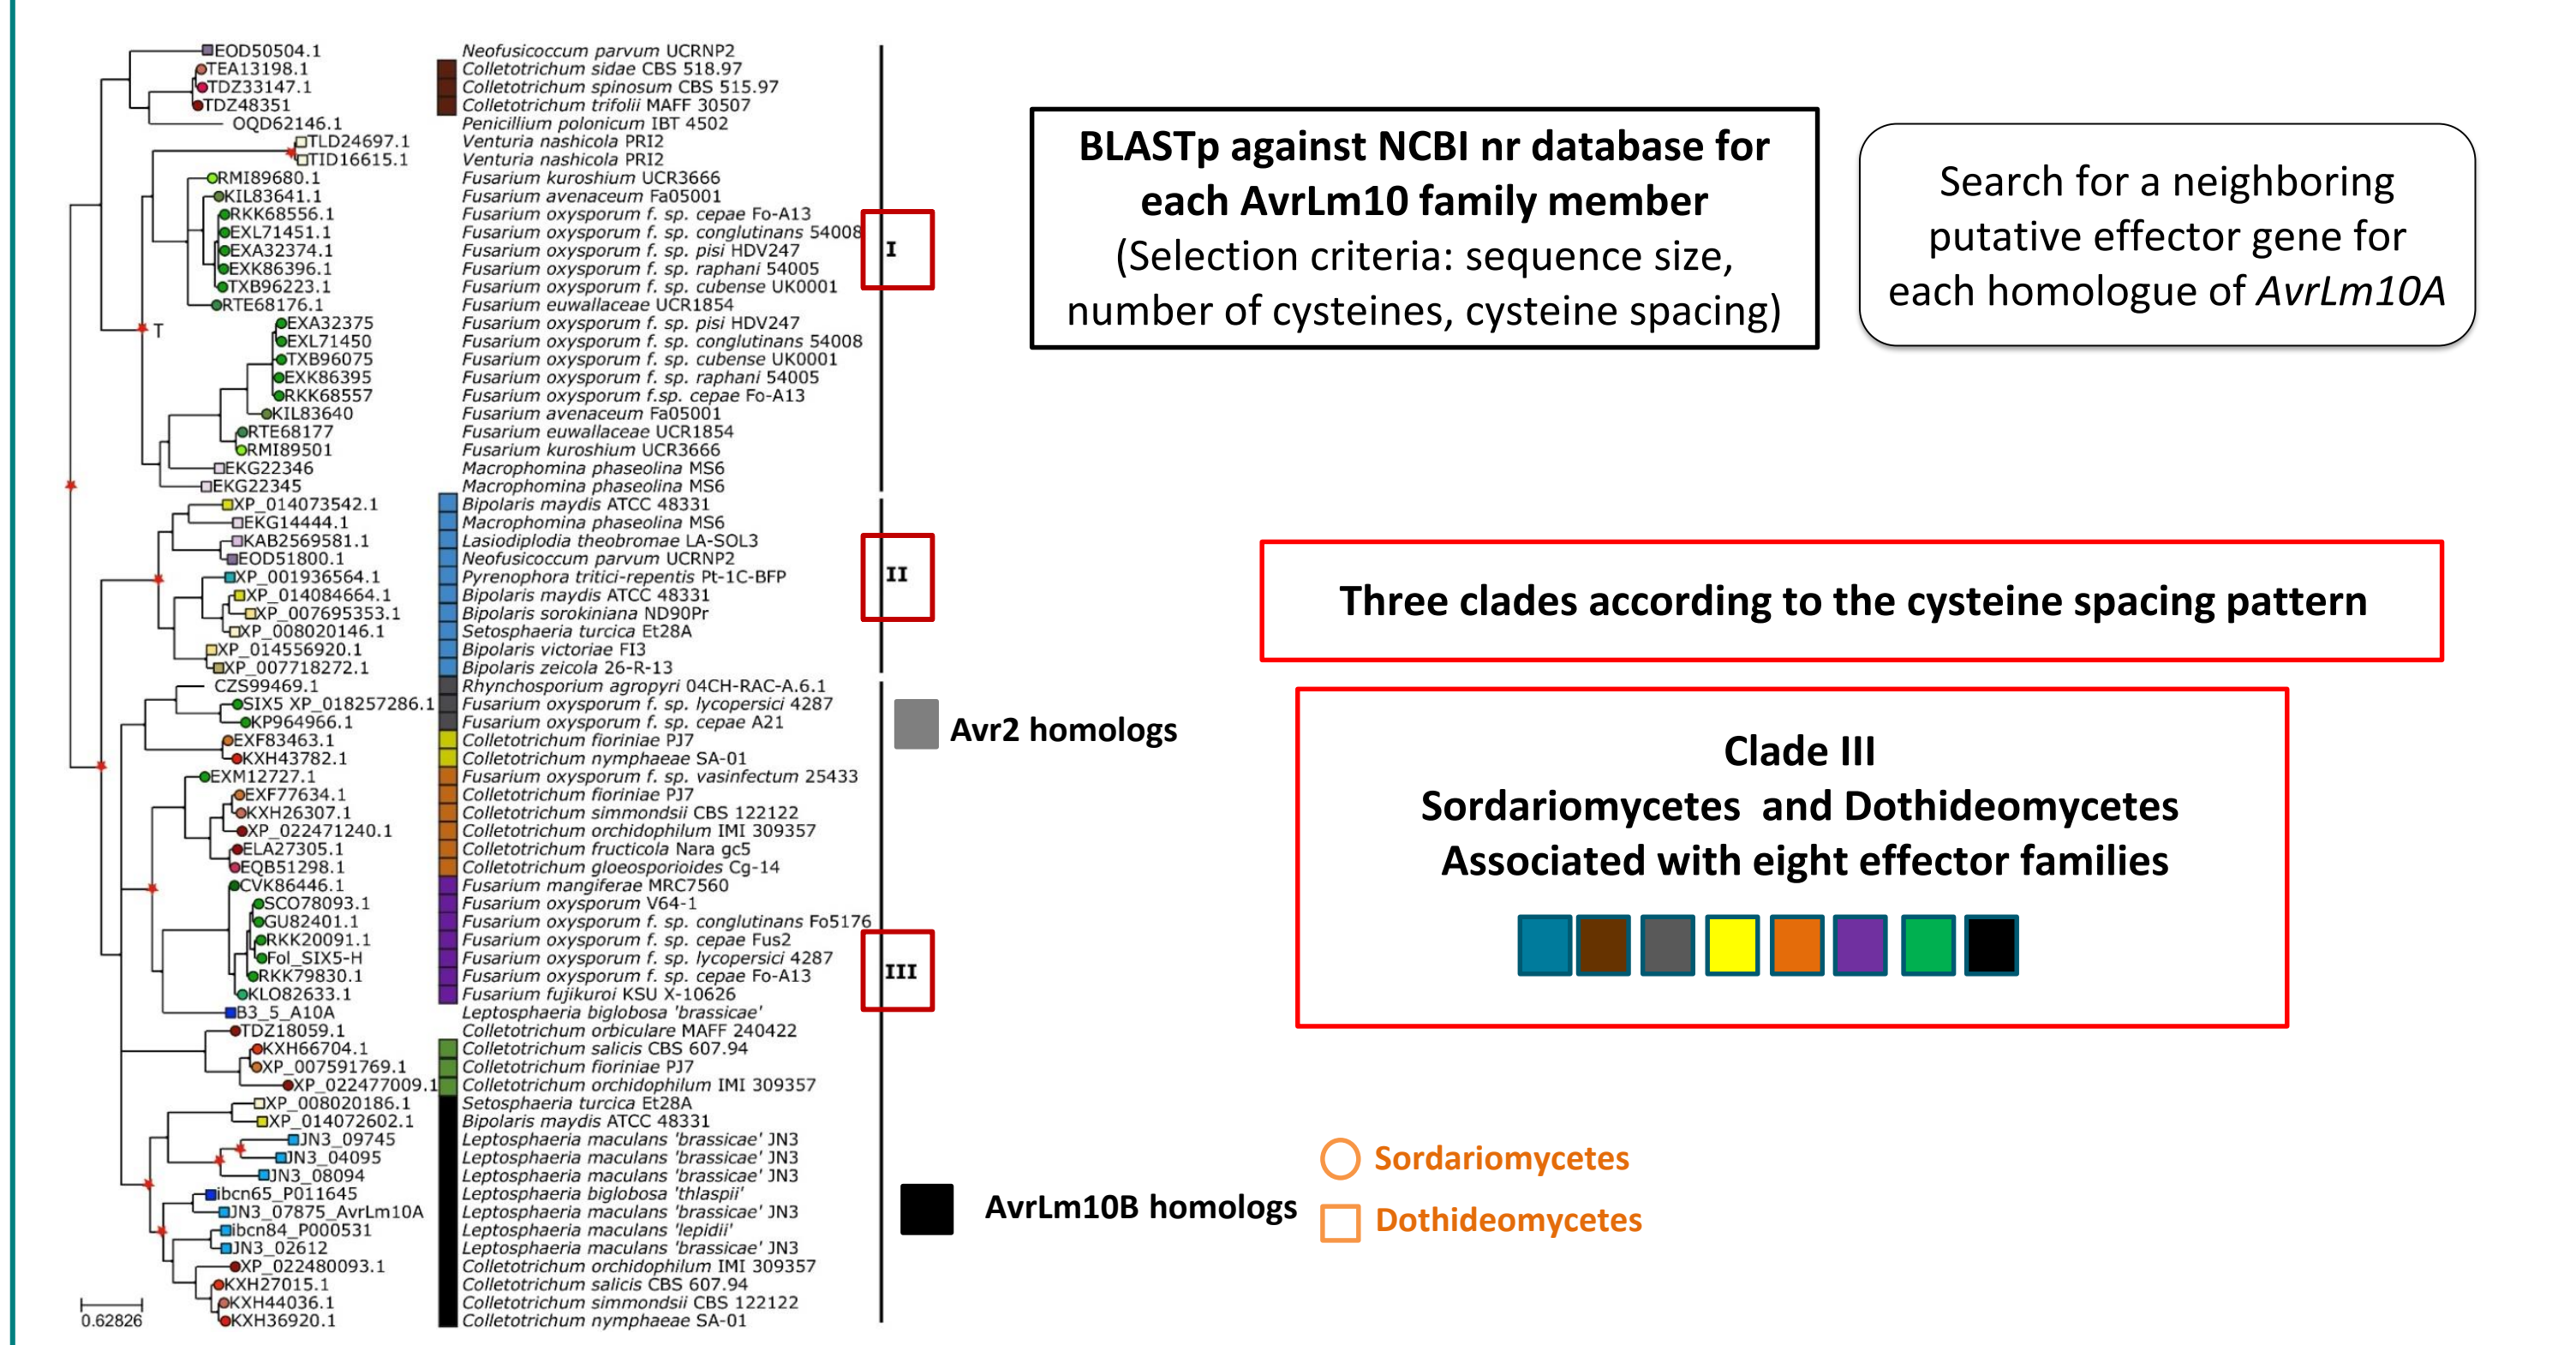 EOD50504.1 Neofusicoccum parvum UCRNP2
TEA13198.1 Colletotrichum sidae CBS 518.97
TDZ33147.1 Colletotrichum spinosum CBS 515.97
TDZ48351 Colletotrichum trifolii MAFF 30507
OQD62146.1 Penicillium polonicum IBT 4502
TLD24697.1 Venturia nashicola PRI2
TID16615.1 Venturia nashicola PRI2
RMI89680.1 Fusarium kuroshium UCR3666
KIL83641.1 Fusarium avenaceum Fa05001
RKK68556.1 Fusarium oxysporum f. sp. cepae Fo-A13
EXL71451.1 Fusarium oxysporum f. sp. conglutinans 54008
EXA32374.1 Fusarium oxysporum f. sp. pisi HDV247
I
EXK86396.1 Fusarium oxysporum f. sp. raphani 54005
TXB96223.1 Fusarium oxysporum f. sp. cubense UK0001
RTE68176.1 Fusarium euwallaceae UCR1854
T
EXA32375 Fusarium oxysporum f. sp. pisi HDV247
EXL71450 Fusarium oxysporum f. sp. conglutinans 54008
TXB96075 Fusarium oxysporum f. sp. cubense UK0001
EXK86395 Fusarium oxysporum f. sp. raphani 54005
RKK68557 Fusarium oxysporum f.sp. cepae Fo-A13
KIL83640 Fusarium avenaceum Fa05001
RTE68177 Fusarium euwallaceae UCR1854
RMI89501 Fusarium kuroshium UCR3666
EKG22346 Macrophomina phaseolina MS6
EKG22345 Macrophomina phaseolina MS6
XP_014073542.1 Bipolaris maydis ATCC 48331
EKG14444.1 Macrophomina phaseolina MS6
KAB2569581.1 Lasiodiplodia theobromae LA-SOL3
EOD51800.1 Neofusicoccum parvum UCRNP2
XP_001936564.1 Pyrenophora tritici-repentis Pt-1C-BFP
II
XP_014084664.1 Bipolaris maydis ATCC 48331
XP_007695353.1 Bipolaris sorokiniana ND90Pr
XP_008020146.1 Setosphaeria turcica Et28A
XP_014556920.1 Bipolaris victoriae FI3
XP_007718272.1 Bipolaris zeicola 26-R-13
CZS99469.1 Rhynchosporium agropyri 04CH-RAC-A.6.1
SIX5 XP_018257286.1 Fusarium oxysporum f. sp. lycopersici 4287
KP964966.1 Fusarium oxysporum f. sp. cepae A21
EXF83463.1 Colletotrichum fioriniae PJ7
KXH43782.1 Colletotrichum nymphaeae SA-01
EXM12727.1 Fusarium oxysporum f. sp. vasinfectum 25433
EXF77634.1 Colletotrichum fioriniae PJ7
KXH26307.1 Colletotrichum simmondsii CBS 122122
XP_022471240.1 Colletotrichum orchidophilum IMI 309357
ELA27305.1 Colletotrichum fructicola Nara gc5
EQB51298.1 Colletotrichum gloeosporioides Cg-14
CVK86446.1 Fusarium mangiferae MRC7560
SCO78093.1 Fusarium oxysporum V64-1
GU82401.1 Fusarium oxysporum f. sp. conglutinans Fo5176
RKK20091.1 Fusarium oxysporum f. sp. cepae Fus2
Fol_SIX5-H Fusarium oxysporum f. sp. lycopersici 4287
III
RKK79830.1 Fusarium oxysporum f. sp. cepae Fo-A13
KLO82633.1 Fusarium fujikuroi KSU X-10626
B3_5_A10A Leptosphaeria biglobosa 'brassicae'
TDZ18059.1 Colletotrichum orbiculare MAFF 240422
KXH66704.1 Colletotrichum salicis CBS 607.94
XP_007591769.1 Colletotrichum fioriniae PJ7
XP_022477009.1 Colletotrichum orchidophilum IMI 309357
XP_008020186.1 Setosphaeria turcica Et28A
XP_014072602.1 Bipolaris maydis ATCC 48331
JN3_09745 Leptosphaeria maculans 'brassicae' JN3
JN3_04095 Leptosphaeria maculans 'brassicae' JN3
JN3_08094 Leptosphaeria maculans 'brassicae' JN3
ibcn65_P011645 Leptosphaeria biglobosa 'thlaspii'
JN3_07875_AvrLm10A Leptosphaeria maculans 'brassicae' JN3
ibcn84_P000531 Leptosphaeria maculans 'lepidii'
JN3_02612 Leptosphaeria maculans 'brassicae' JN3
XP_022480093.1 Colletotrichum orchidophilum IMI 309357
KXH27015.1 Colletotrichum salicis CBS 607.94
KXH44036.1 Colletotrichum simmondsii CBS 122122
KXH36920.1 Colletotrichum nymphaeae SA-01
0.62826
BLASTp against NCBI nr database for
each AvrLm10 family member
(Selection criteria: sequence size,
number of cysteines, cysteine spacing)
Search for a neighboring
putative effector gene for
each homologue of AvrLm10A
Three clades according to the cysteine spacing pattern
Avr2 homologs
Clade III
Sordariomycetes and Dothideomycetes
Associated with eight effector families
AvrLm10B homologs
Sordariomycetes
Dothideomycetes